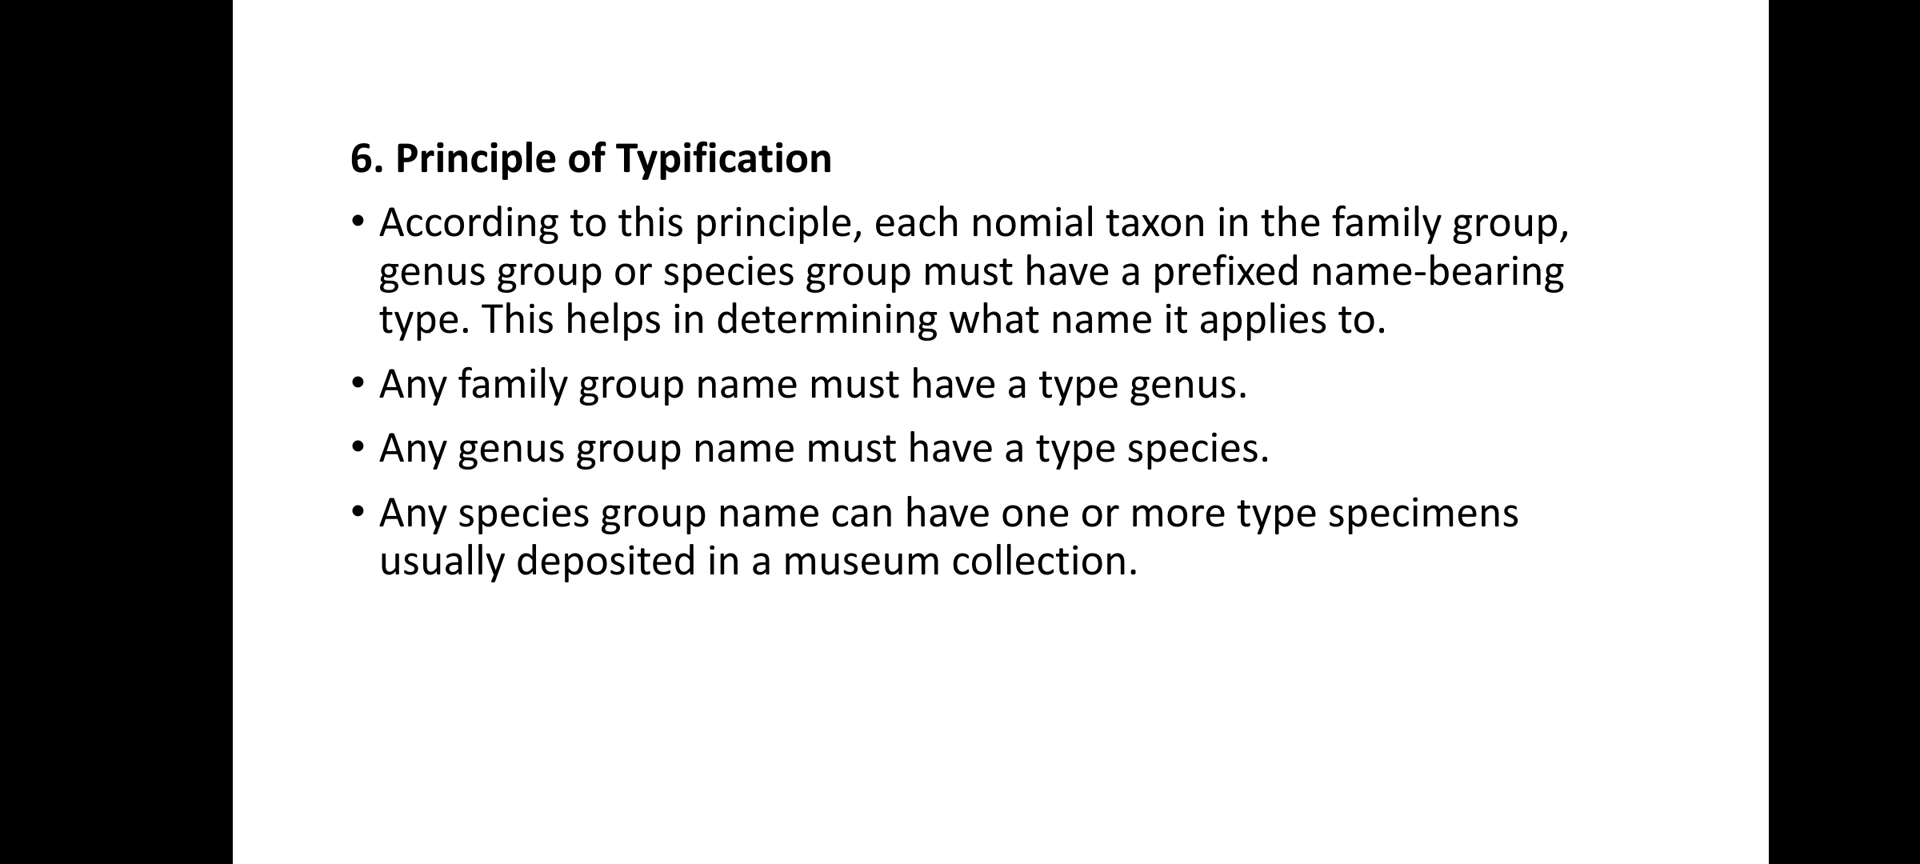 6. Principle of Typification
• According to this principle, each nomial taxon in the family group,
genus group or species group must have a prefixed name-bearing
type. This helps in determining what name it applies to.
• Any family group name must have a type genus.
• Any genus group name must have a type species.
• Any species group name can have one or more type specimens
usually deposited in a museum collection.